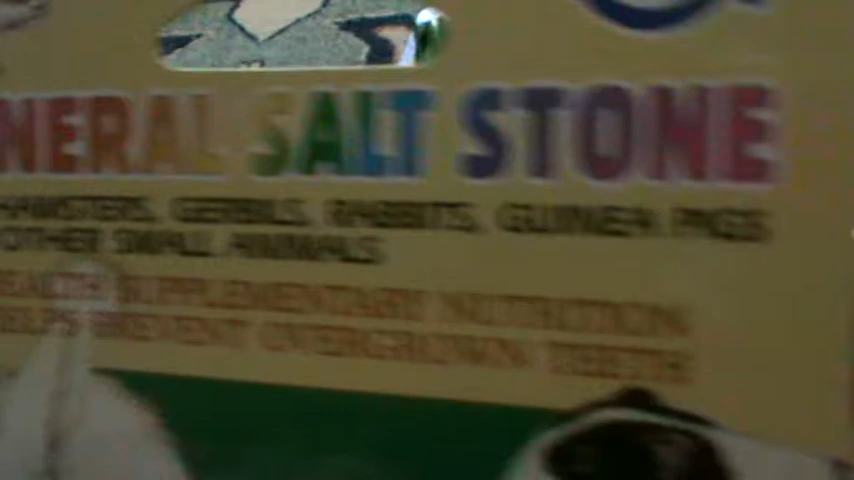 NERAL SALT STONE
HAMSTERS, GERBILS, RABBITS, GUINEA PIGS
OTHER SMALL ANIMALS
SUPPLEMENTARY NUTRITION
HELPS PREVENT OVERGROWN TEETH